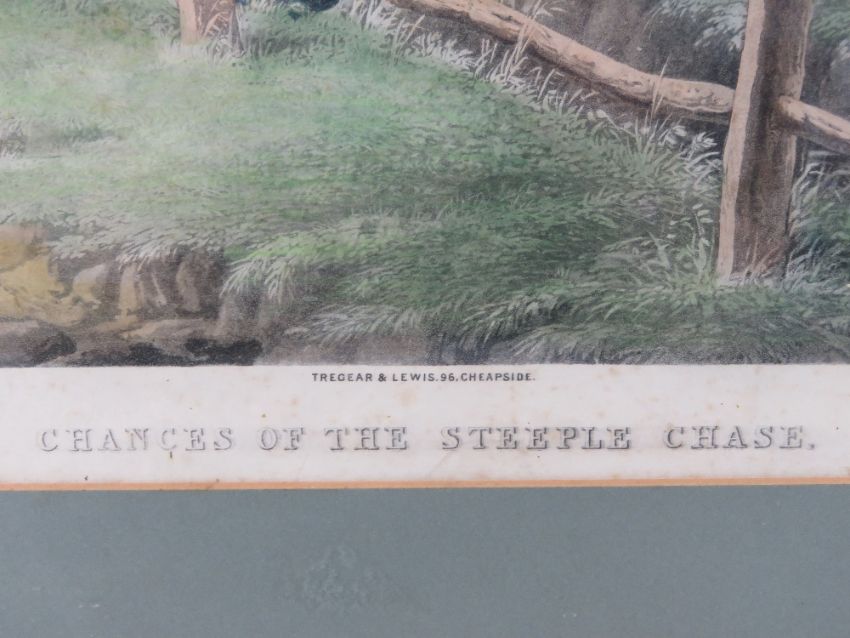 TREGEAR & LEWIS. 96, CHEAPSIDE.
CHANCES OF THE STEEPLE CHASE.